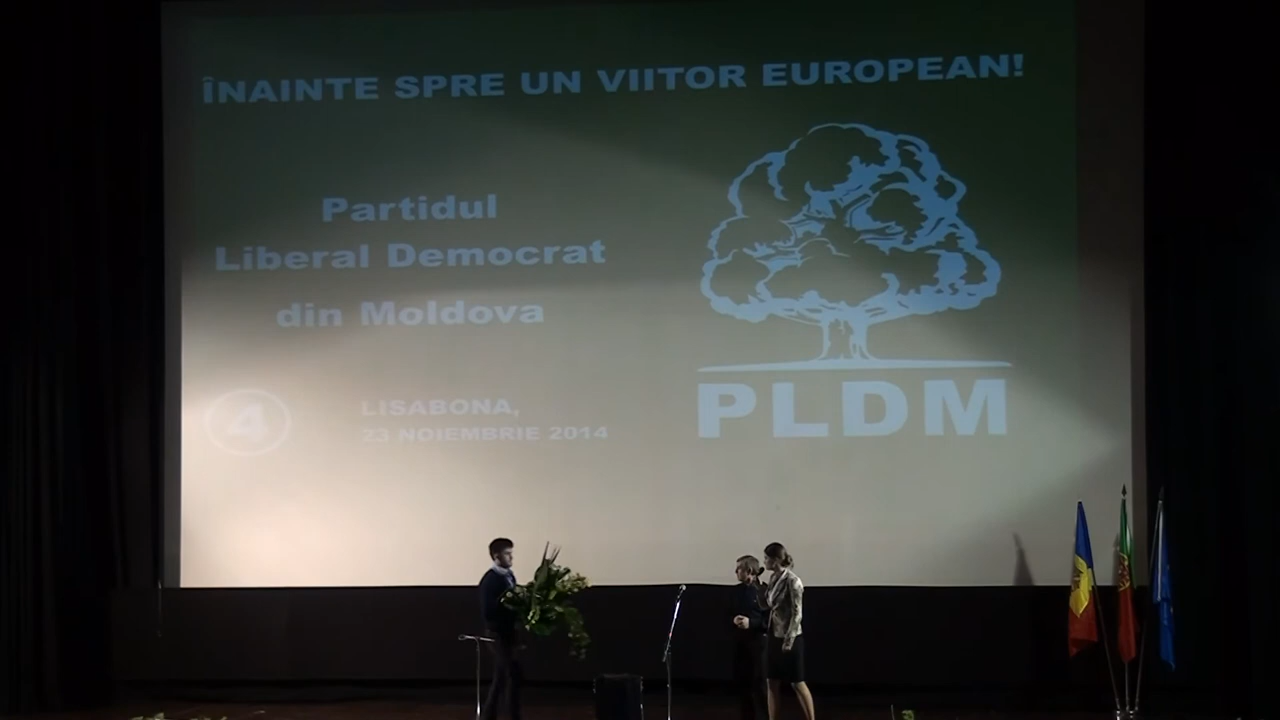 ÎNAINTE SPRE UN VIITOR EUROPEAN!
Partidul
Liberal Democrat
din Moldova
4
LISABONA,
23 NOIEMBRIE 2014
PLDM